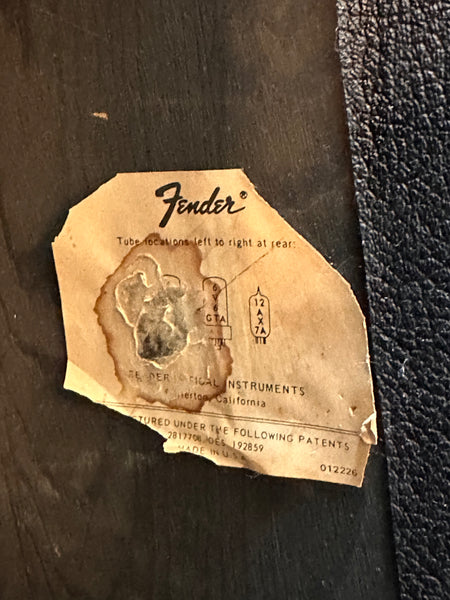 Fender®
Tube locations left to right at rear:
6
V
6
GTA
12
AX
7A
INSTRUMENTS
California
TURED UNDER THE FOLLOWING PATENTS
2817708 DES. 192859
MADE IN U.S.A.
012226